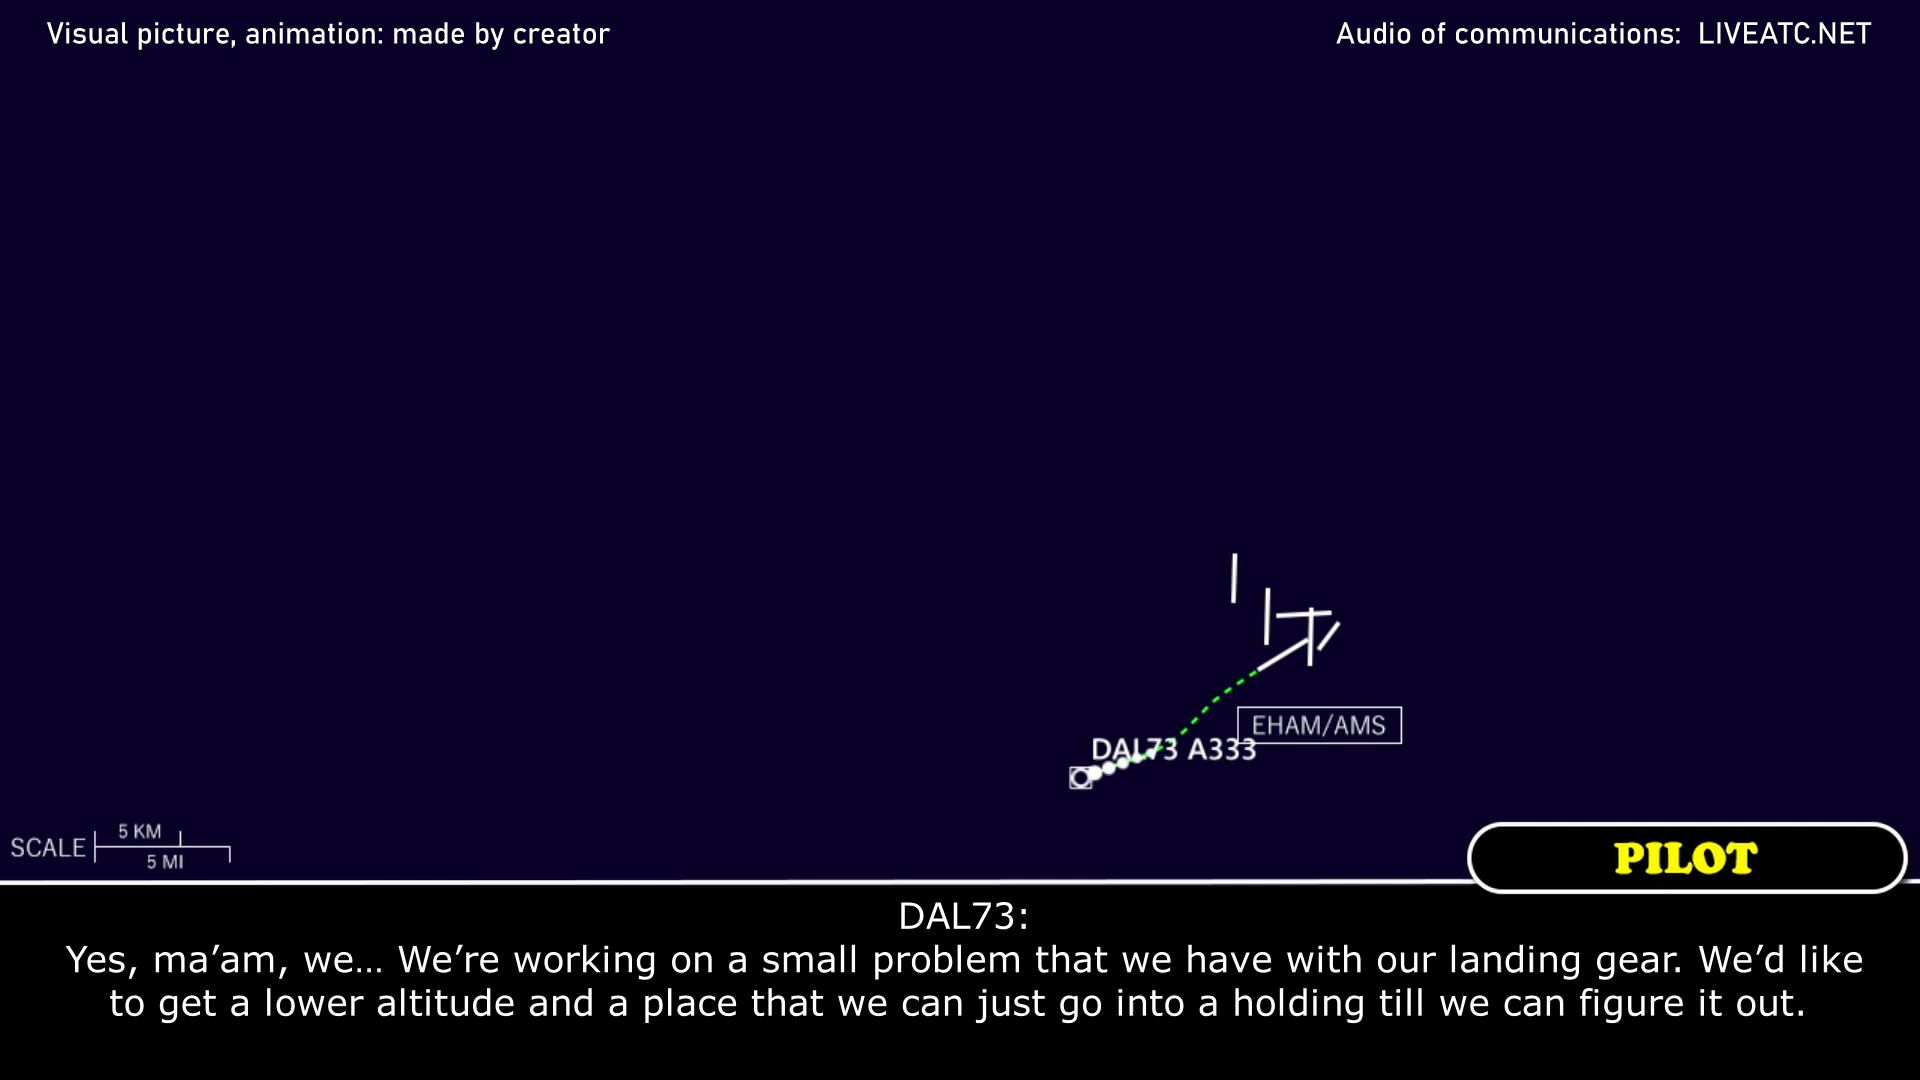 Visual picture, animation: made by creator
Audio of communications: LIVEATC.NET
EHAM/AMS
DAL73 A333
5 KM
SCALE
5 MI
PILOT
DAL73:
Yes, ma’am, we… We’re working on a small problem that we have with our landing gear. We’d like
to get a lower altitude and a place that we can just go into a holding till we can figure it out.